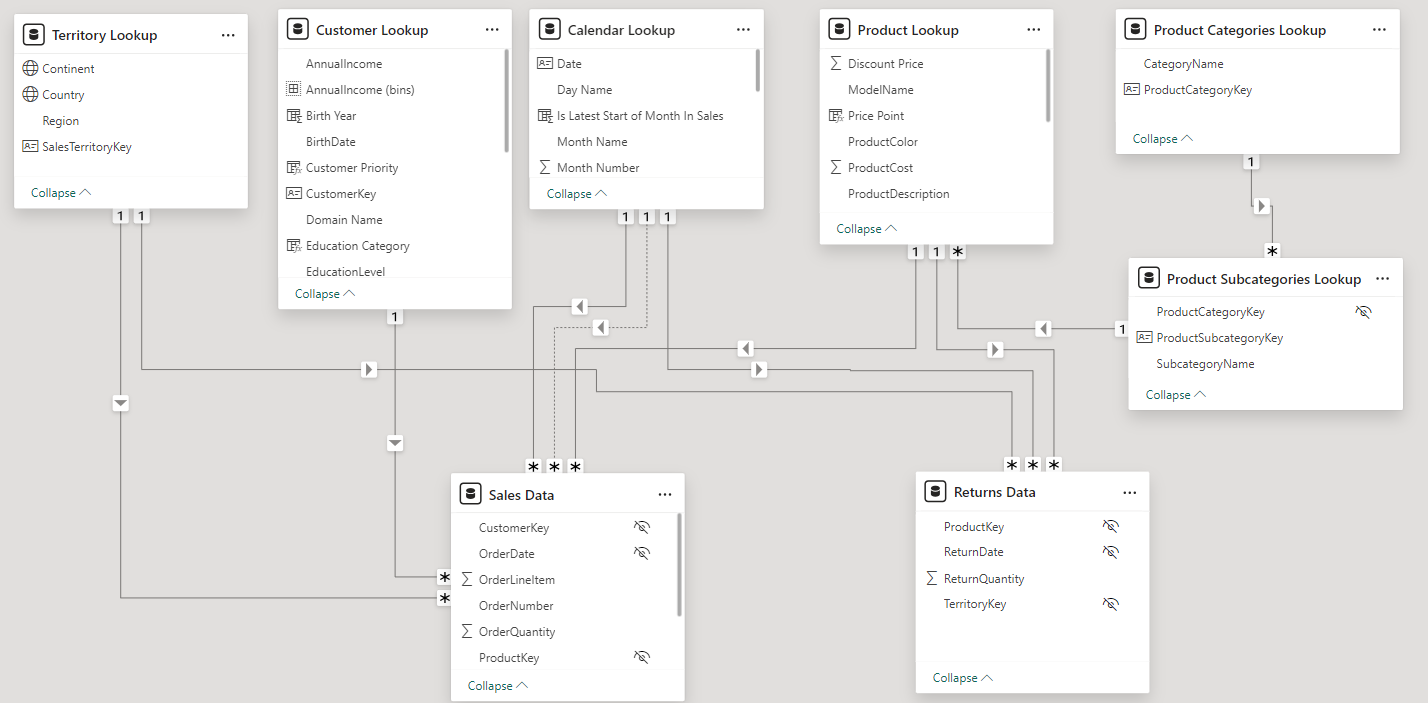 Territory Lookup
Continent
Country
Region
SalesTerritoryKey
Collapse
Customer Lookup
AnnualIncome
AnnualIncome (bins)
Birth Year
BirthDate
Customer Priority
CustomerKey
Domain Name
Education Category
EducationLevel
Collapse
Calendar Lookup
Date
Day Name
Is Latest Start of Month In Sales
Month Name
Month Number
Collapse
Product Lookup
Discount Price
ModelName
Price Point
ProductColor
ProductCost
ProductDescription
Collapse
Product Categories Lookup
CategoryName
ProductCategoryKey
Collapse
1 1
1
1 1 1
1 1 *
1
*
Product Subcategories Lookup
ProductCategoryKey
ProductSubcategoryKey
SubcategoryName
Collapse
1
* * *
* * *
*
*
Sales Data
CustomerKey
OrderDate
OrderLineItem
OrderNumber
OrderQuantity
ProductKey
Collapse
Returns Data
ProductKey
ReturnDate
ReturnQuantity
TerritoryKey
Collapse